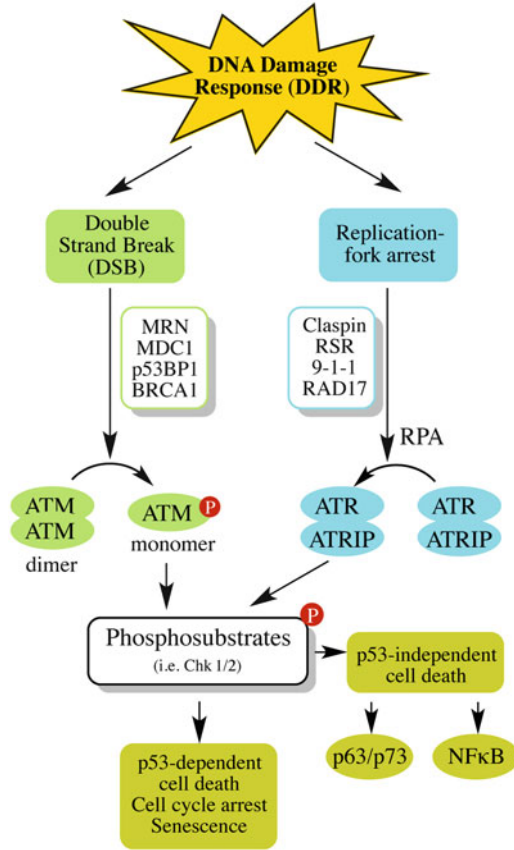 DNA Damage
Response (DDR)
Double
Strand Break
(DSB)
Replication-
fork arrest
MRN
MDC1
p53BP1
BRCA1
Claspin
RSR
9-1-1
RAD17
RPA
ATM
ATM
dimer
ATM P
monomer
ATR
ATRIP
ATR
ATRIP
P
Phosphosubstrates
(i.e. Chk 1/2)
p53-independent
cell death
p63/p73
NFκB
p53-dependent
cell death
Cell cycle arrest
Senescence